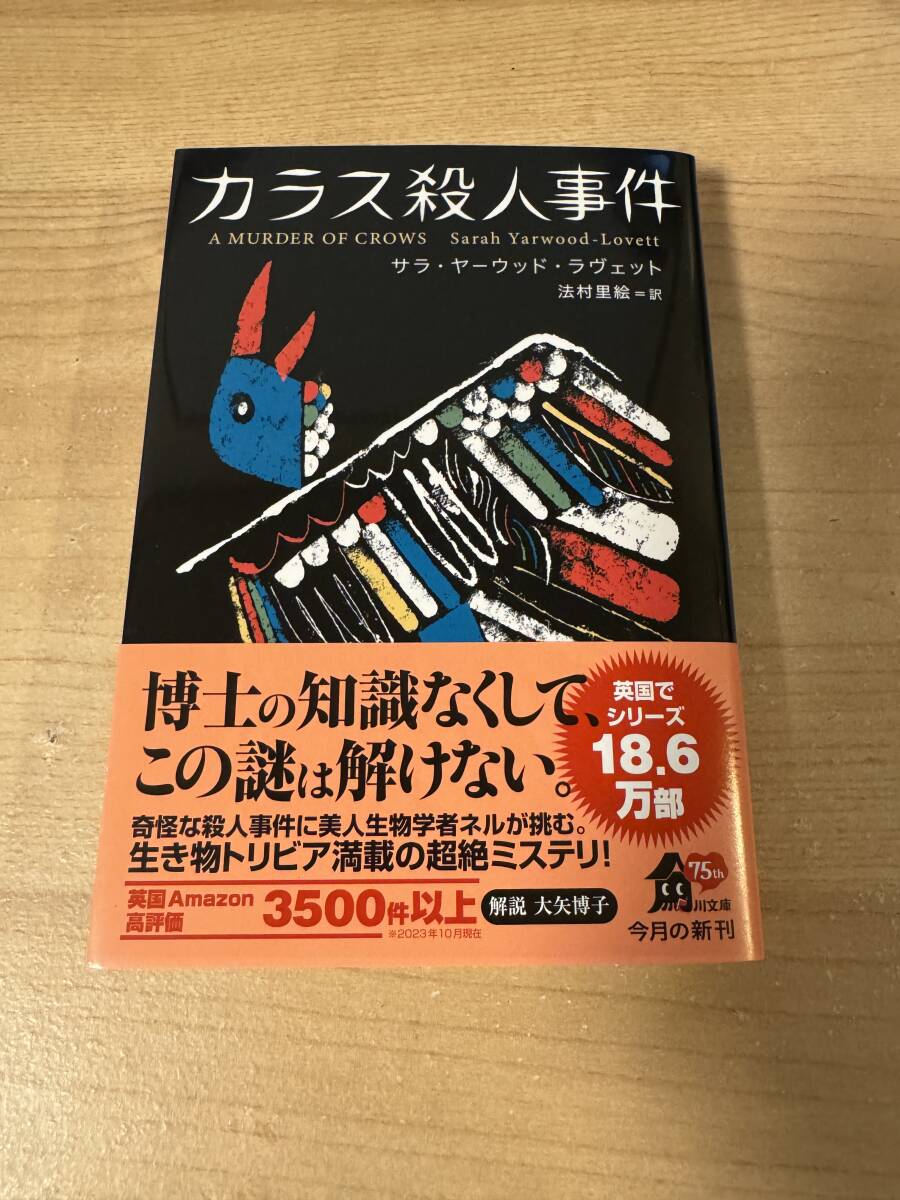 カラス殺人事件
A MURDER OF CROWS Sarah Yarwood-Lovett
サラ・ヤーウッド・ラヴェット
法村里絵=訳
博士の知識なくして、
この謎は解けない。
奇怪な殺人事件に美人生物学者ネルが挑む。
生き物トリビア満載の超絶ミステリ!
英国で
シリーズ
18.6
万部
英国Amazon
高評価
3500件以上
※2023年10月現在
解説 大矢博子
75th
角川文庫
今月の新刊